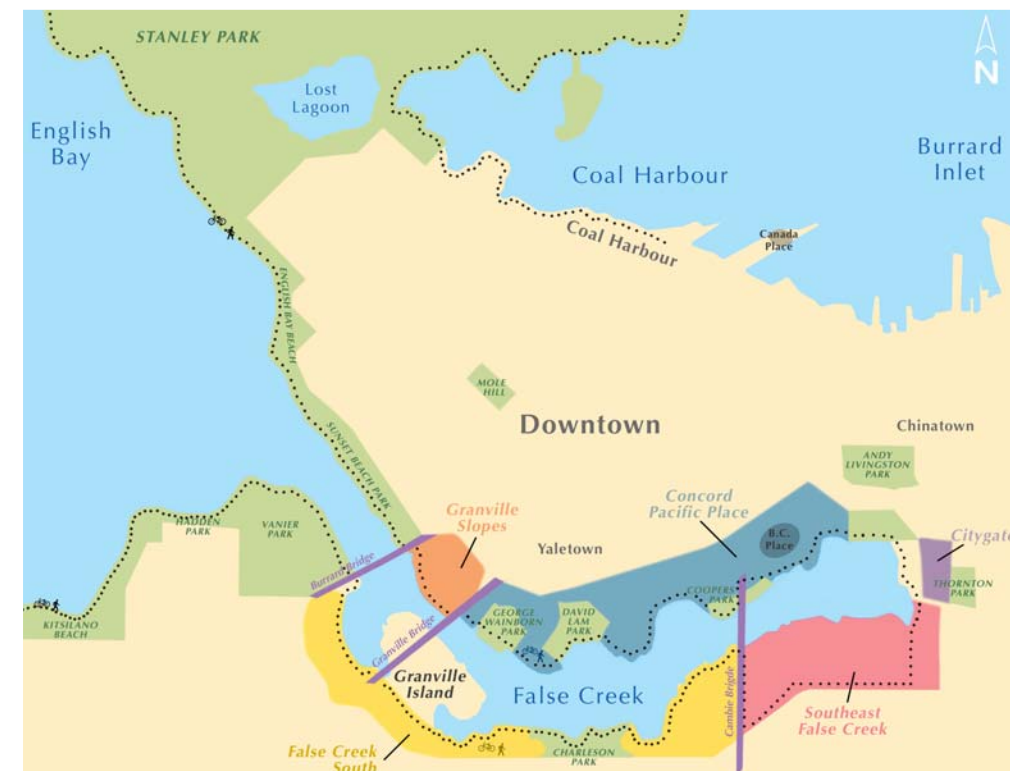 STANLEY PARK
N
Lost
Lagoon
English
Bay
Burrard
Inlet
Coal Harbour
Coal Harbour
Canada
Place
ENGLISH BAY BEACH
MOLE
HILL
Downtown
Chinatown
SUNSET BEACH PARK
ANDY
LIVINGSTON
PARK
Granville
Slopes
Concord
Pacific Place
HADDEN
PARK
VANIER
PARK
Yaletown
B.C.
Place
Citygate
Burrard Bridge
THORNTON
PARK
COOPERS
PARK
KITSILANO
BEACH
GEORGE
WAINBORN
PARK
DAVID
LAM
PARK
Granville Bridge
Granville
Island
False Creek
Cambie Brigde
Southeast
False Creek
False Creek
South
CHARLESON
PARK